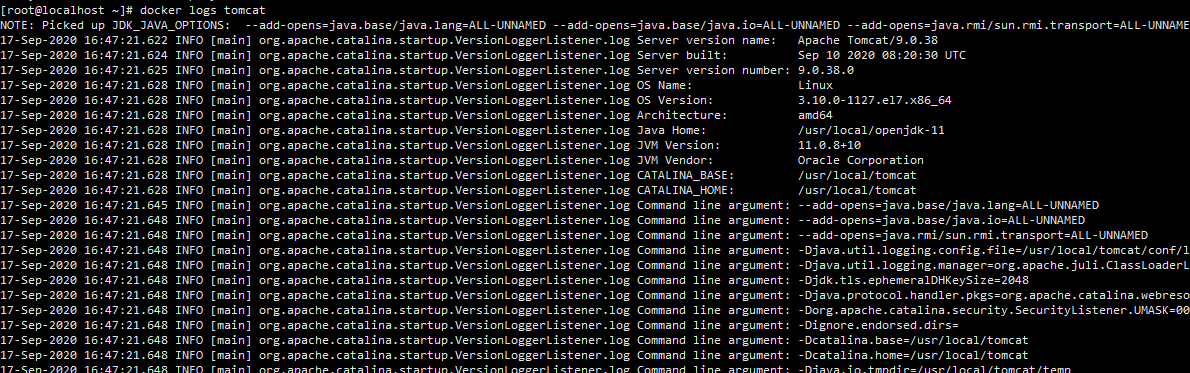 [root@localhost ~]# docker logs tomcat
NOTE: Picked up JDK_JAVA_OPTIONS:  --add-opens=java.base/java.lang=ALL-UNNAMED --add-opens=java.base/java.io=ALL-UNNAMED --add-opens=java.rmi/sun.rmi.transport=ALL-UNNAME
17-Sep-2020 16:47:21.622 INFO [main] org.apache.catalina.startup.VersionLoggerListener.log Server version name:   Apache Tomcat/9.0.38
17-Sep-2020 16:47:21.624 INFO [main] org.apache.catalina.startup.VersionLoggerListener.log Server built:          Sep 10 2020 08:20:30 UTC
17-Sep-2020 16:47:21.625 INFO [main] org.apache.catalina.startup.VersionLoggerListener.log Server version number: 9.0.38.0
17-Sep-2020 16:47:21.628 INFO [main] org.apache.catalina.startup.VersionLoggerListener.log OS Name:               Linux
17-Sep-2020 16:47:21.628 INFO [main] org.apache.catalina.startup.VersionLoggerListener.log OS Version:            3.10.0-1127.el7.x86_64
17-Sep-2020 16:47:21.628 INFO [main] org.apache.catalina.startup.VersionLoggerListener.log Architecture:          amd64
17-Sep-2020 16:47:21.628 INFO [main] org.apache.catalina.startup.VersionLoggerListener.log Java Home:             /usr/local/openjdk-11
17-Sep-2020 16:47:21.628 INFO [main] org.apache.catalina.startup.VersionLoggerListener.log JVM Version:           11.0.8+10
17-Sep-2020 16:47:21.628 INFO [main] org.apache.catalina.startup.VersionLoggerListener.log JVM Vendor:            Oracle Corporation
17-Sep-2020 16:47:21.628 INFO [main] org.apache.catalina.startup.VersionLoggerListener.log CATALINA_BASE:         /usr/local/tomcat
17-Sep-2020 16:47:21.628 INFO [main] org.apache.catalina.startup.VersionLoggerListener.log CATALINA_HOME:         /usr/local/tomcat
17-Sep-2020 16:47:21.645 INFO [main] org.apache.catalina.startup.VersionLoggerListener.log Command line argument: --add-opens=java.base/java.lang=ALL-UNNAMED
17-Sep-2020 16:47:21.648 INFO [main] org.apache.catalina.startup.VersionLoggerListener.log Command line argument: --add-opens=java.base/java.io=ALL-UNNAMED
17-Sep-2020 16:47:21.648 INFO [main] org.apache.catalina.startup.VersionLoggerListener.log Command line argument: --add-opens=java.rmi/sun.rmi.transport=ALL-UNNAMED
17-Sep-2020 16:47:21.648 INFO [main] org.apache.catalina.startup.VersionLoggerListener.log Command line argument: -Djava.util.logging.config.file=/usr/local/tomcat/conf/l
17-Sep-2020 16:47:21.648 INFO [main] org.apache.catalina.startup.VersionLoggerListener.log Command line argument: -Djava.util.logging.manager=org.apache.juli.ClassLoaderL
17-Sep-2020 16:47:21.648 INFO [main] org.apache.catalina.startup.VersionLoggerListener.log Command line argument: -Djdk.tls.ephemeralDHKeySize=2048
17-Sep-2020 16:47:21.648 INFO [main] org.apache.catalina.startup.VersionLoggerListener.log Command line argument: -Djava.protocol.handler.pkgs=org.apache.catalina.webreso
17-Sep-2020 16:47:21.648 INFO [main] org.apache.catalina.startup.VersionLoggerListener.log Command line argument: -Dorg.apache.catalina.security.SecurityListener.UMASK=00
17-Sep-2020 16:47:21.648 INFO [main] org.apache.catalina.startup.VersionLoggerListener.log Command line argument: -Dignore.endorsed.dirs=
17-Sep-2020 16:47:21.648 INFO [main] org.apache.catalina.startup.VersionLoggerListener.log Command line argument: -Dcatalina.base=/usr/local/tomcat
17-Sep-2020 16:47:21.648 INFO [main] org.apache.catalina.startup.VersionLoggerListener.log Command line argument: -Dcatalina.home=/usr/local/tomcat
17-Sep-2020 16:47:21.648 INFO [main] org.apache.catalina.startup.VersionLoggerListener.log Command line argument: -Djava.io.tmpdir=/usr/local/tomcat/temp